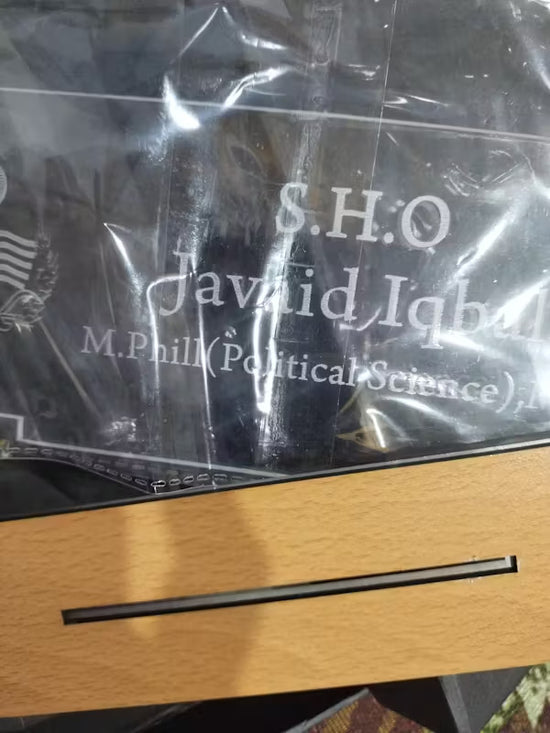 S.H.O
Javaid Iqbal
M.Phill(Political Science),